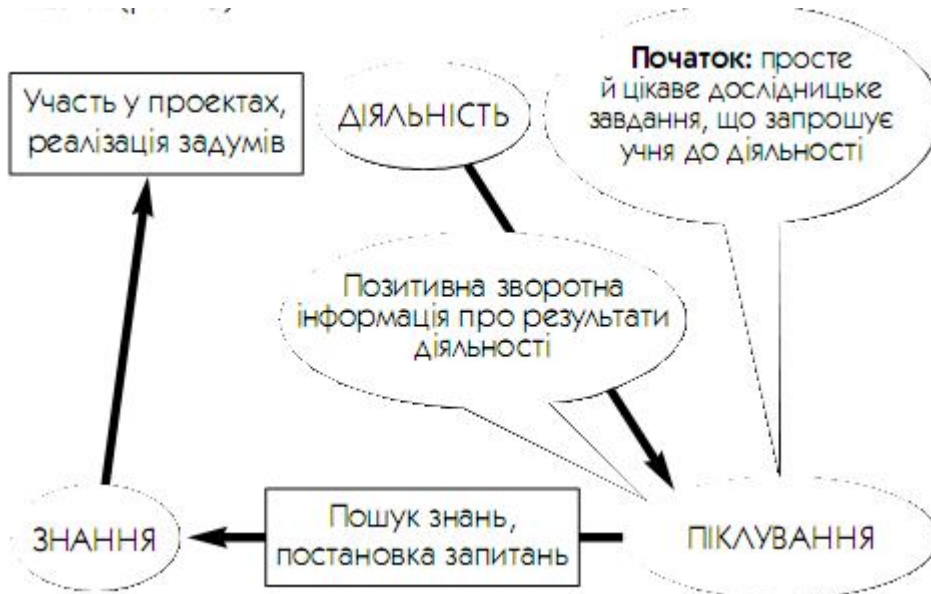 Участь у проектах,
реалізація задумів
ДІЯЛЬНІСТЬ
Початок: просте
й цікаве дослідницьке
завдання, що запрошує
учня до діяльності
Позитивна зворотна
інформація про результати
діяльності
ЗНАННЯ
Пошук знань,
постановка запитань
ПІКЛУВАННЯ